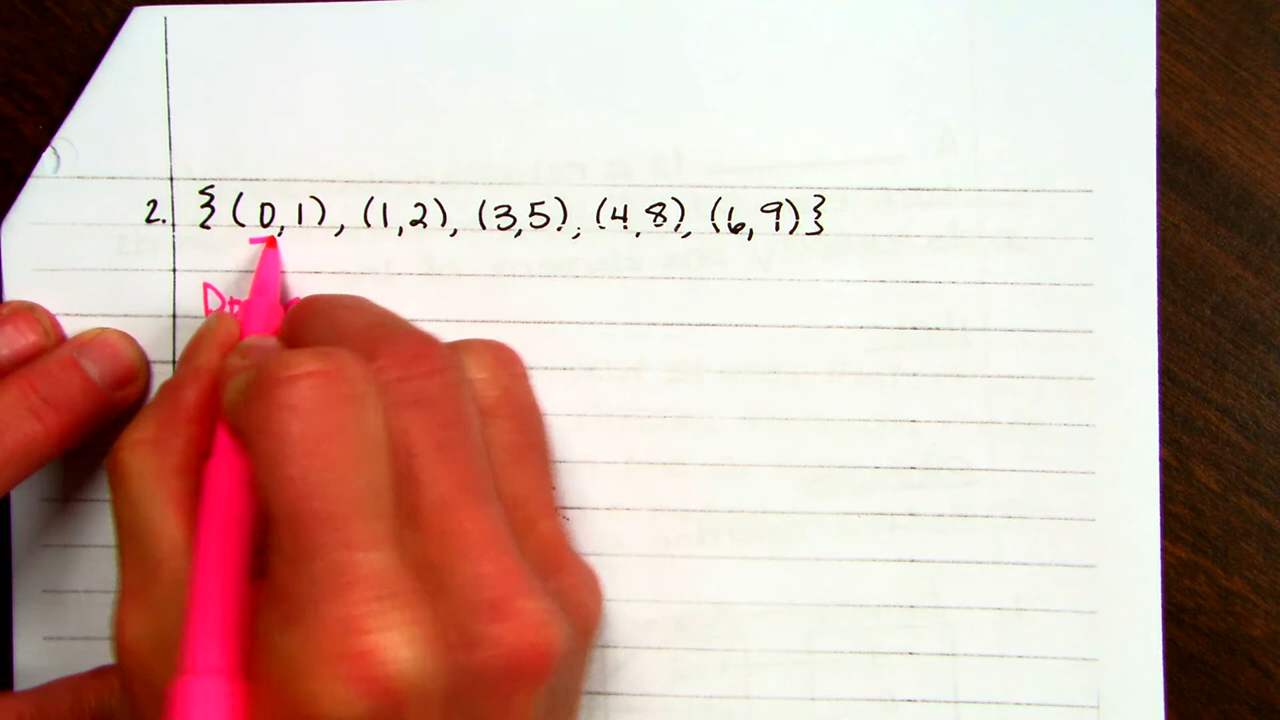 2. {(0,1), (1,2), (3,5), (4,8), (6,9)}